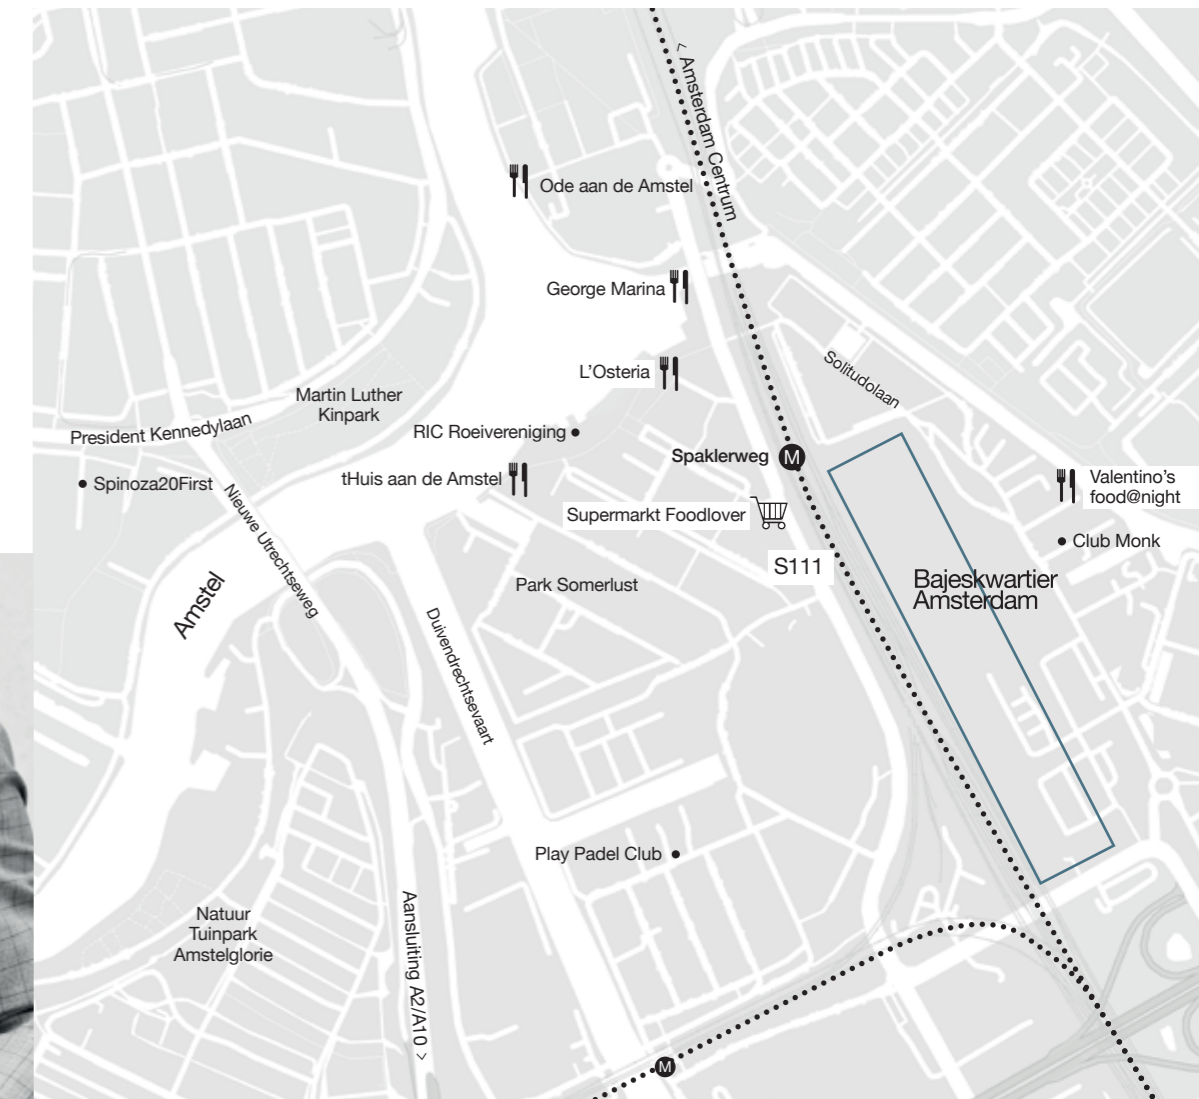 < Amsterdam Centrum
Ode aan de Amstel
George Marina
L'Osteria
Solitudolaan
Martin Luther
Kinpark
President Kennedylaan
RIC Roeivereniging
Spaklerweg
M
tHuis aan de Amstel
Spinoza20First
Valentino's
food@night
Nieuwe Utrechtseweg
Supermarkt Foodlover
Club Monk
S111
Amstel
Park Somerlust
Bajeskwartier
Amsterdam
Duivendrechtsevaart
Play Padel Club
Natuur
Tuinpark
Amstelglorie
Aansluiting A2/A10 >
M